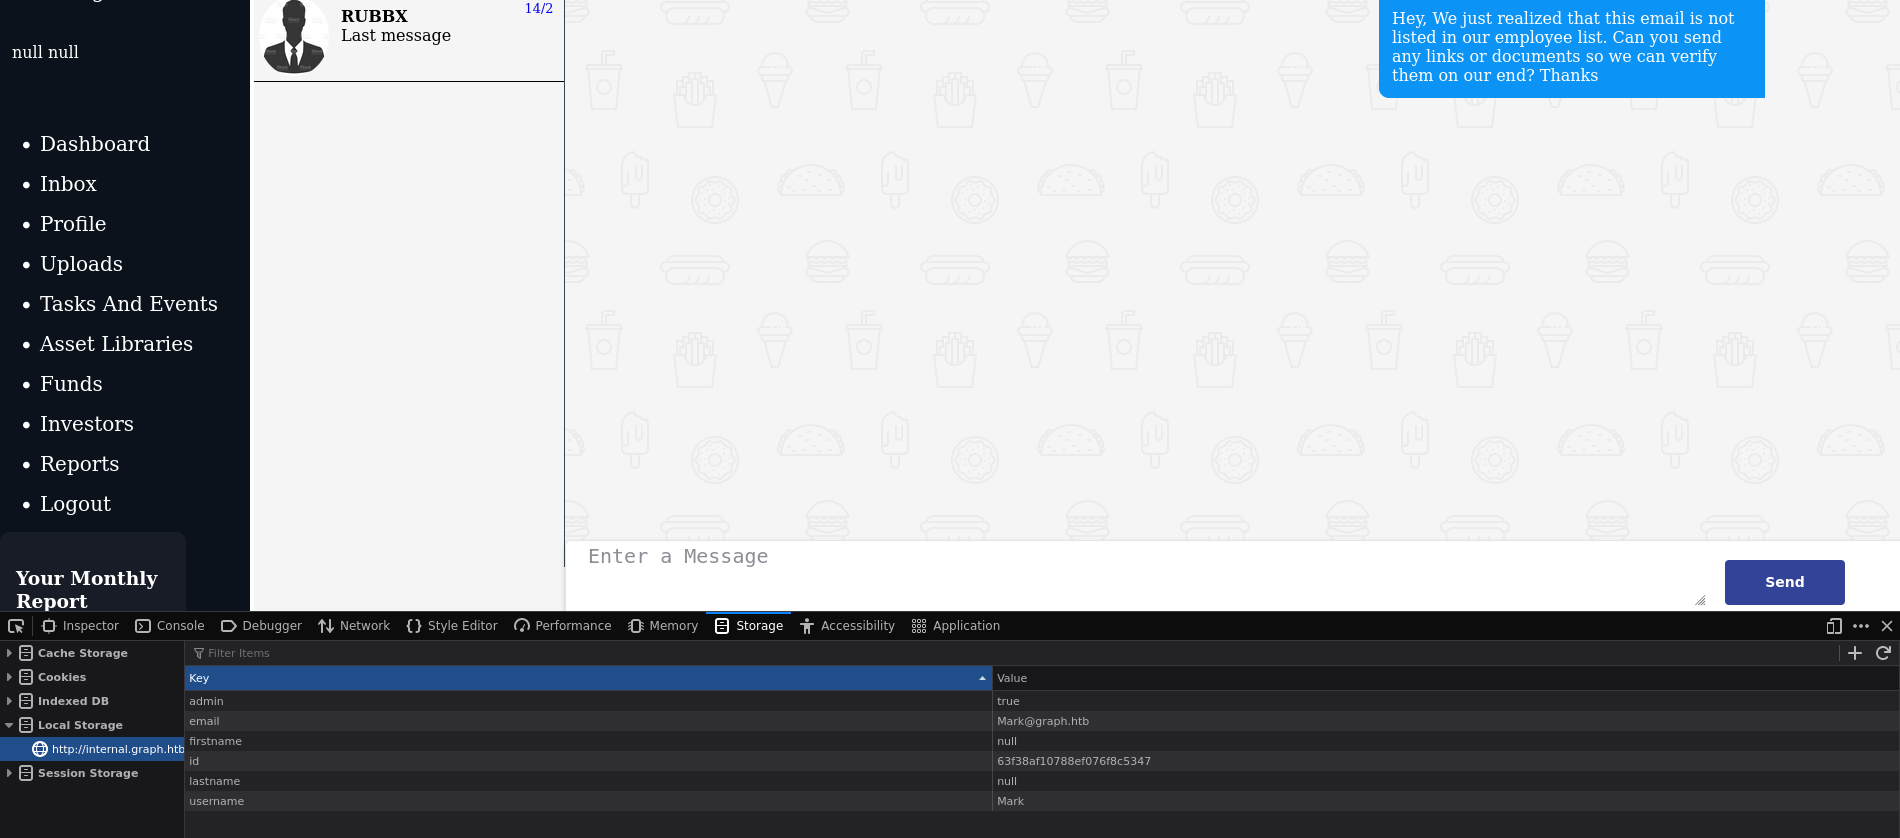 null null
Dashboard
Inbox
Profile
Uploads
Tasks And Events
Asset Libraries
Funds
Investors
Reports
Logout
Your Monthly
Report
RUBBX
14/2
Last message
Hey, We just realized that this email is not
listed in our employee list. Can you send
any links or documents so we can verify
them on our end? Thanks
Enter a Message
Send
Inspector
Console
Debugger
Network
Style Editor
Performance
Memory
Storage
Accessibility
Application
Cache Storage
Cookies
Indexed DB
Local Storage
http://internal.graph.htb
Session Storage
Filter Items
Key Value
admin true
email Mark@graph.htb
firstname null
id 63f38af10788ef076f8c5347
lastname null
username Mark